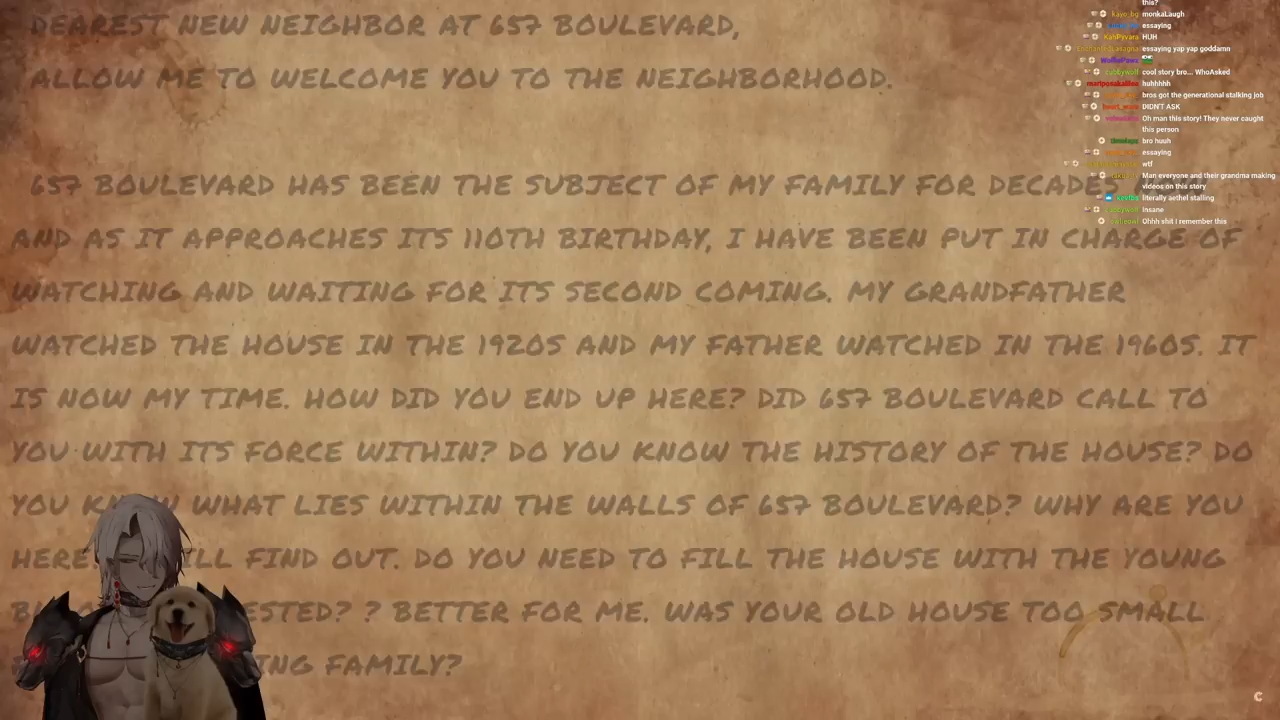 DEAREST NEW NEIGHBOR AT 657 BOULEVARD,
ALLOW ME TO WELCOME YOU TO THE NEIGHBORHOOD.
657 BOULEVARD HAS BEEN THE SUBJECT OF MY FAMILY FOR DECADES
AND AS IT APPROACHES ITS 110TH BIRTHDAY, I HAVE BEEN PUT IN CHARGE OF
WATCHING AND WAITING FOR ITS SECOND COMING. MY GRANDFATHER
WATCHED THE HOUSE IN THE 1920S AND MY FATHER WATCHED IN THE 1960S. IT
IS NOW MY TIME. HOW DID YOU END UP HERE? DID 657 BOULEVARD CALL TO
YOU WITH ITS FORCE WITHIN? DO YOU KNOW THE HISTORY OF THE HOUSE? DO
YOU KNOW WHAT LIES WITHIN THE WALLS OF 657 BOULEVARD? WHY ARE YOU
HERE LL FIND OUT. DO YOU NEED TO FILL THE HOUSE WITH THE YOUNG
ESTED? ? BETTER FOR ME. WAS YOUR OLD HOUSE TOO SMALL
ING FAMILY?
this?
monkaLaugh
essaying
KahPyvara HUH
essaying yap yap goddamn
cool story bro... WhoAsked
huhhhhh
bros got the generational stalking job
DIDN'T ASK
Oh man this story! They never caught
this person
bro huuh
essaying
wtf
Man everyone and their grandma making
videos on this story
literally aethel stalling
Insane
Ohhh shit I remember this
C